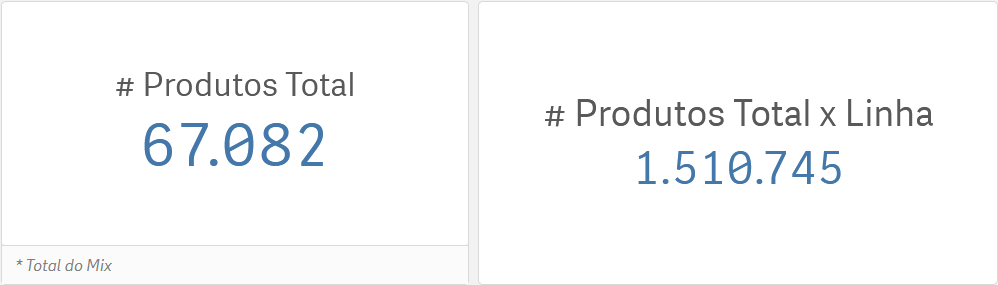 # Produtos Total
67.082
* Total do Mix
# Produtos Total x Linha
1.510.745